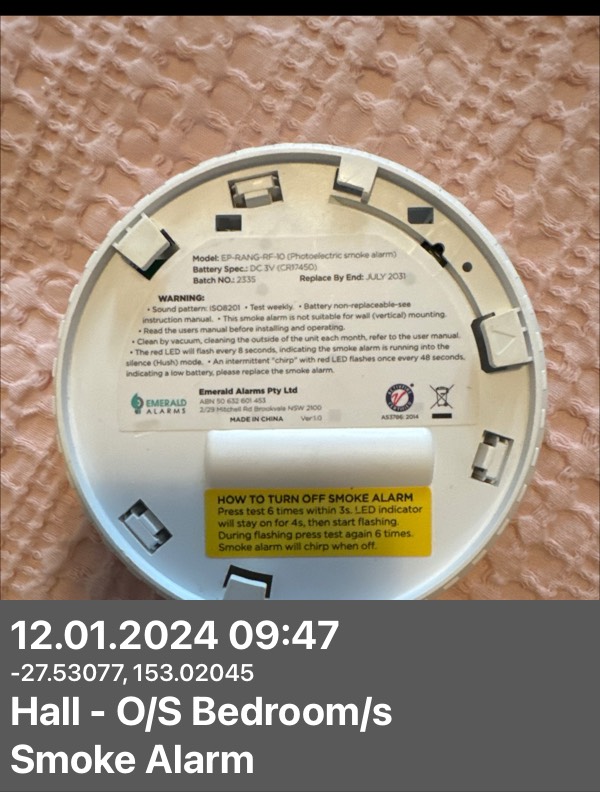 Model: EP-RANG-RF-10 (Photoelectric smoke alarm)
Battery Spec.: DC 3V (CR17450)
Batch NO.: 2335 Replace By End: JULY 2031
WARNING:
• Sound pattern: ISO8201 • Test weekly. • Battery non-replaceable-see
instruction manual. • This smoke alarm is not suitable for wall (vertical) mounting.
• Read the users manual before installing and operating.
• Clean by vacuum, cleaning the outside of the unit each month, refer to the user manual.
• The red LED will flash every 8 seconds, indicating the smoke alarm is running into the
silence (Hush) mode. • An intermittent "chirp" with red LED flashes once every 48 seconds,
indicating a low battery, please replace the smoke alarm.
EMERALD
ALARMS
Emerald Alarms Pty Ltd
ABN 50 632 601 453
2/29 Mitchell Rd Brookvale NSW 2100
MADE IN CHINA Ver1.0
AS3786: 2014
HOW TO TURN OFF SMOKE ALARM
Press test 6 times within 3s. LED indicator
will stay on for 4s, then start flashing.
During flashing press test again 6 times.
Smoke alarm will chirp when off.
12.01.2024 09:47
-27.53077, 153.02045
Hall - O/S Bedroom/s
Smoke Alarm